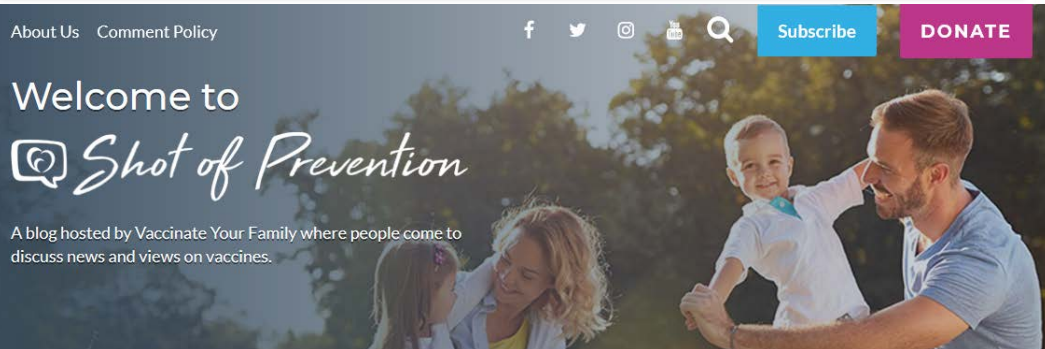 About Us Comment Policy
Subscribe
DONATE
Welcome to
Shot of Prevention
A blog hosted by Vaccinate Your Family where people come to
discuss news and views on vaccines.